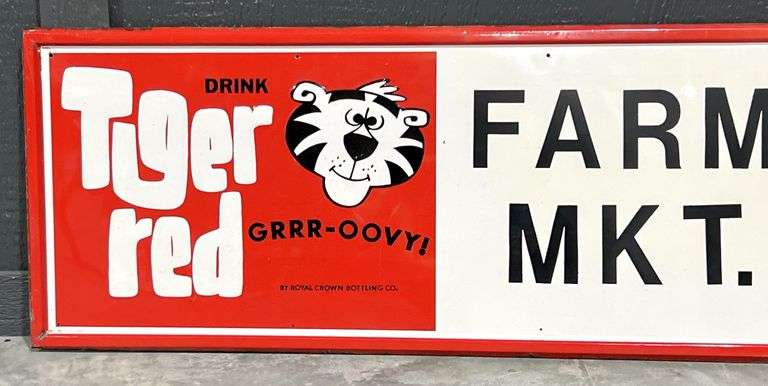 DRINK
Tiger
red
GRRR-OOVY!
BY ROYAL CROWN BOTTLING CO.
FARM
MKT.